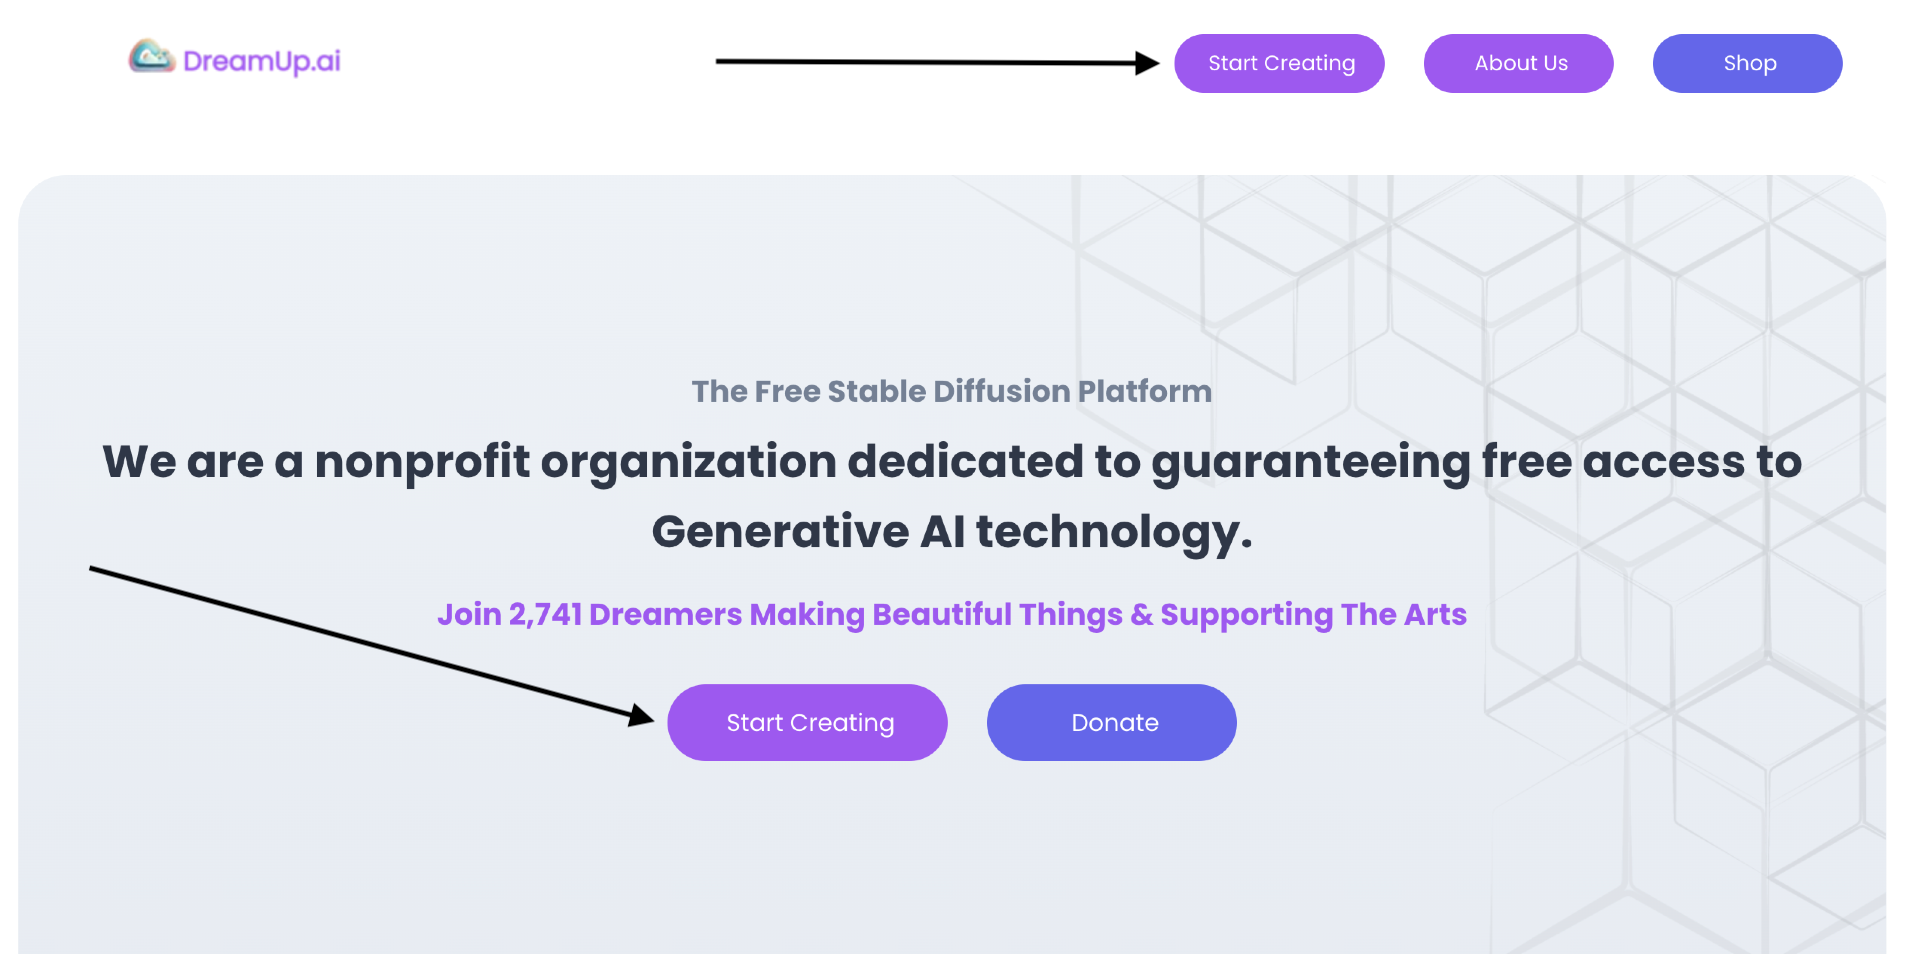 DreamUp.ai
Start Creating
About Us
Shop
The Free Stable Diffusion Platform
We are a nonprofit organization dedicated to guaranteeing free access to
Generative AI technology.
Join 2,741 Dreamers Making Beautiful Things & Supporting The Arts
Start Creating
Donate